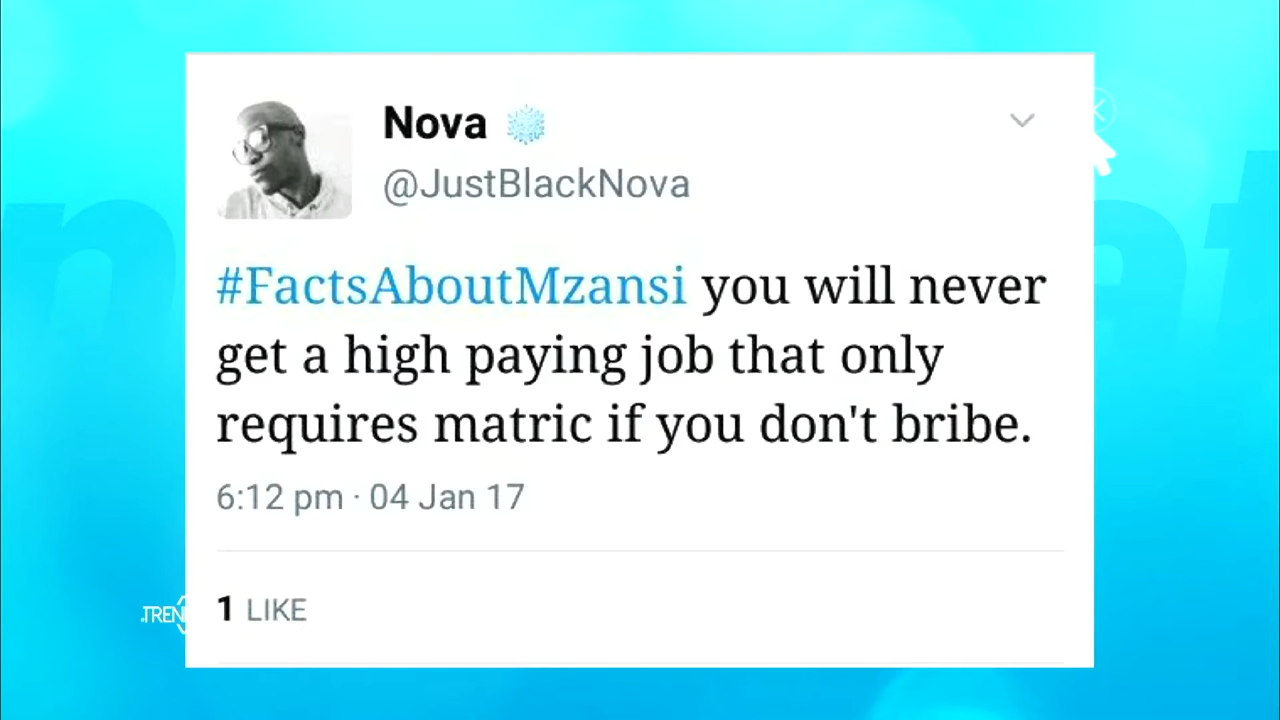 Nova
@JustBlackNova
#FactsAboutMzansi you will never
get a high paying job that only
requires matric if you don't bribe.
6:12 pm · 04 Jan 17
1 LIKE
.TREN